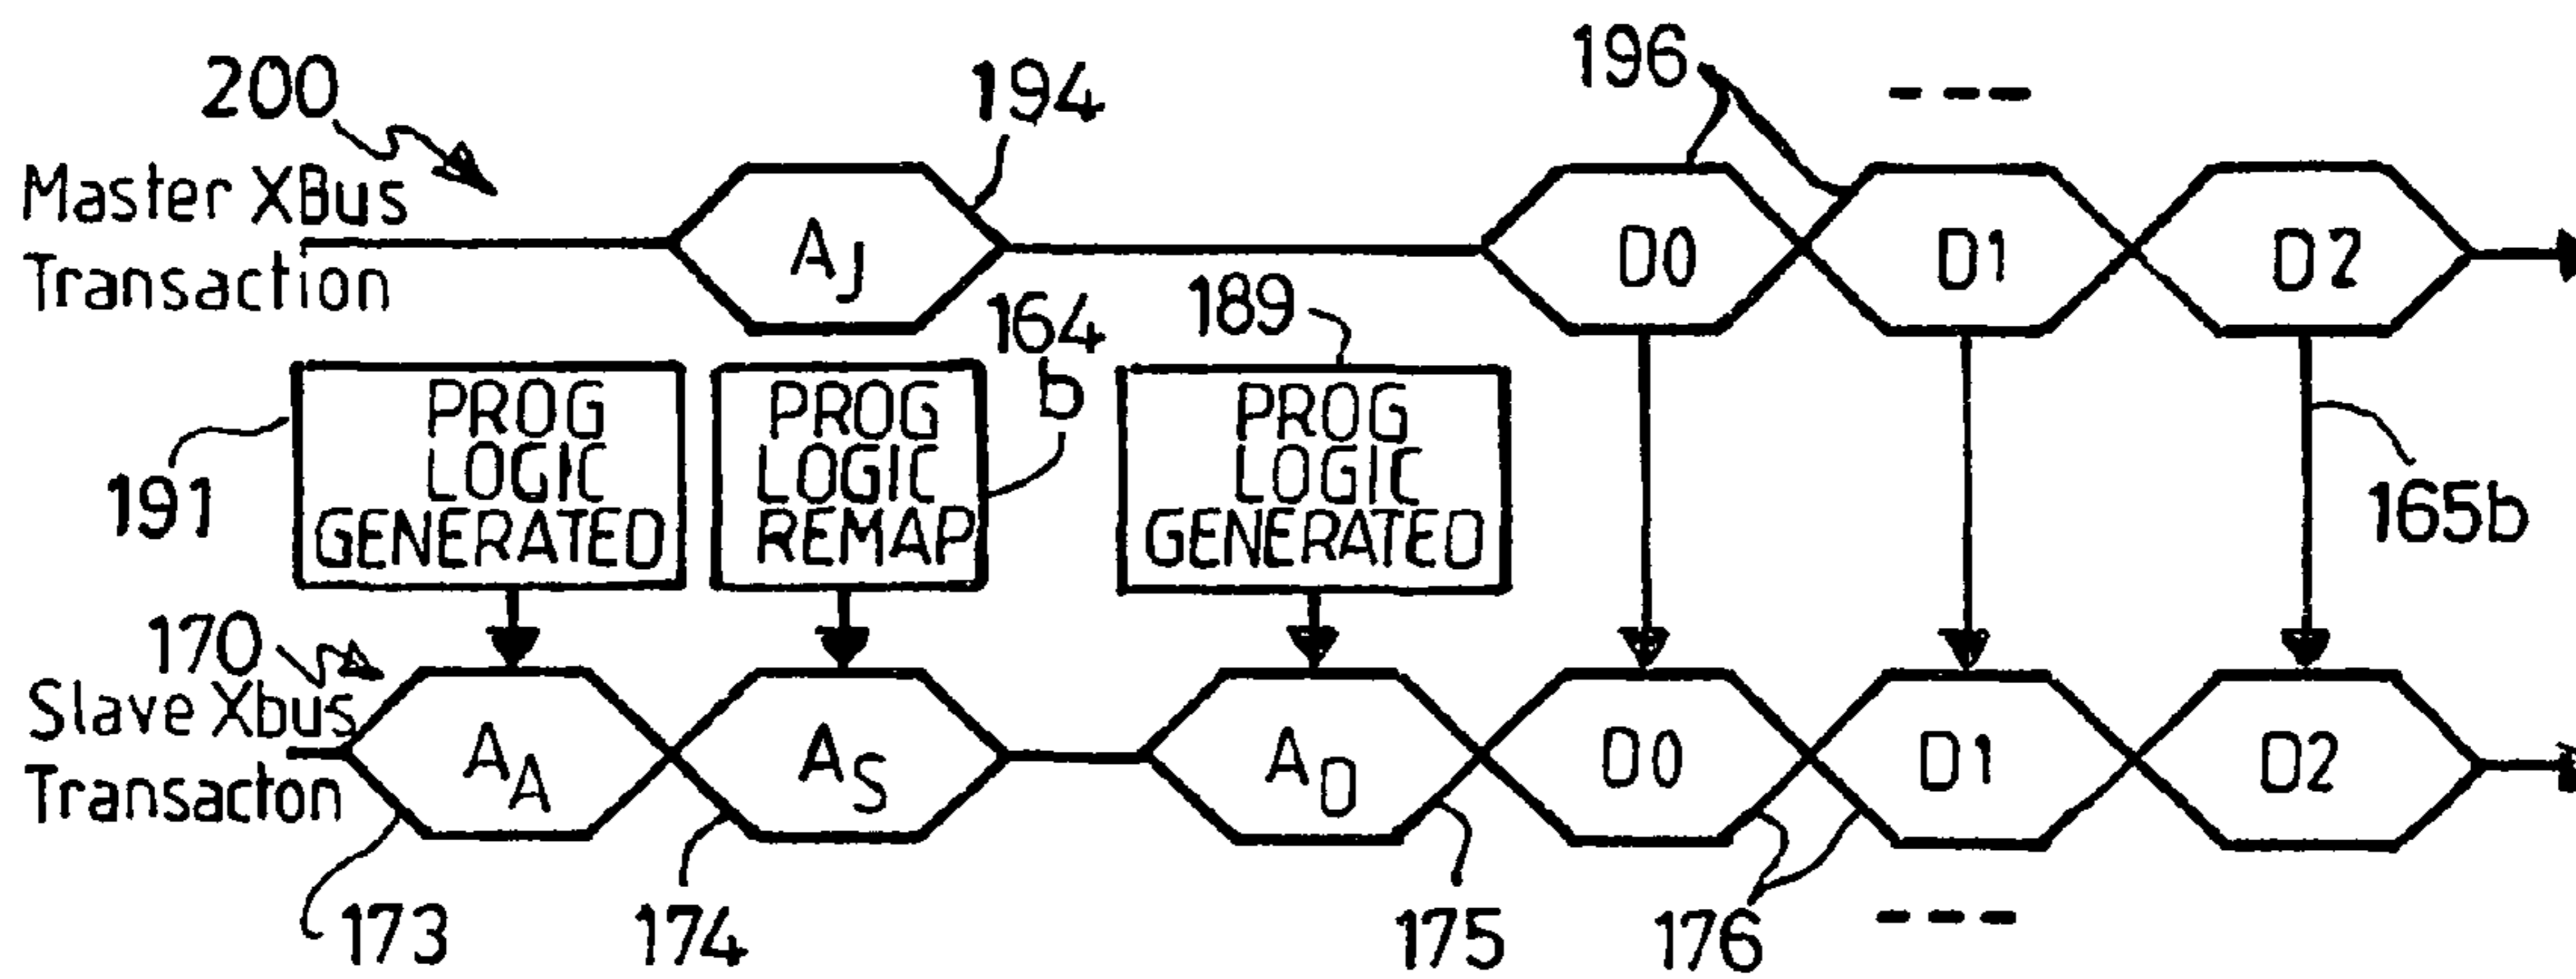 200
194
196
---
Master XBus
Transaction
AJ
D0
D1
D2
164
b
189
191
PROG
LOGIC
GENERATED
PROG
LOGIC
REMAP
PROG
LOGIC
GENERATED
165b
170
Slave Xbus
Transacton
AA
AS
AD
D0
D1
D2
173
174
175
176
---